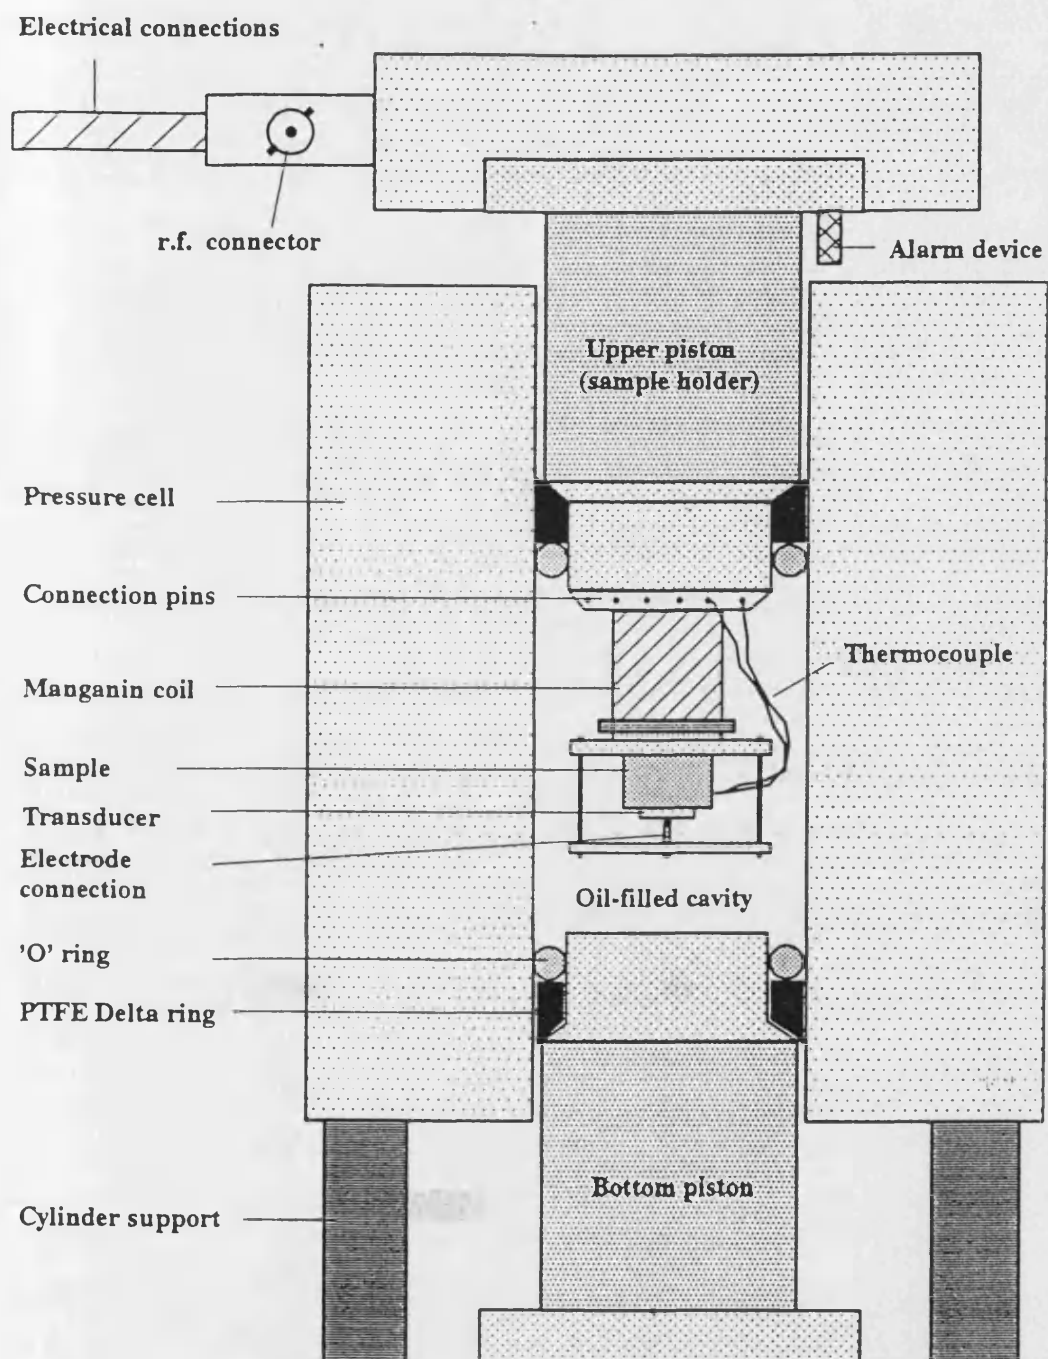 Electrical connections
r.f. connector
Alarm device
Upper piston
(sample holder)
Pressure cell
Connection pins
Thermocouple
Manganin coil
Sample
Transducer
Electrode
connection
Oil-filled cavity
'O' ring
PTFE Delta ring
Bottom piston
Cylinder support